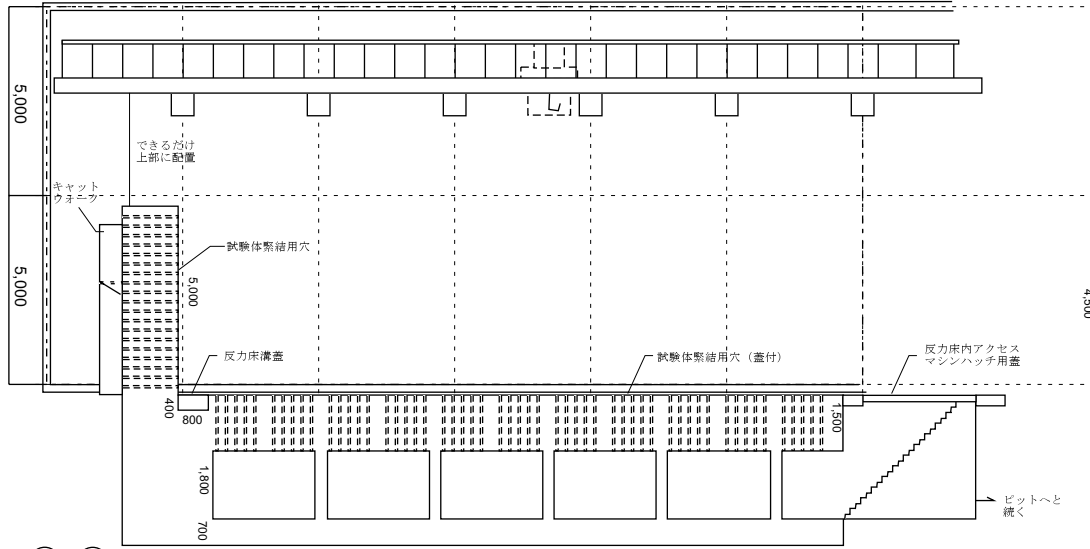 5,000
できるだけ
上部に配置
キャット
ウォーク
試験体緊結用穴
5,000
5,000
4,500
反力床溝蓋
試験体緊結用穴（蓋付）
反力床内アクセス
マシンハッチ用蓋
400
800
1,500
1,800
700
ピットへと
続く